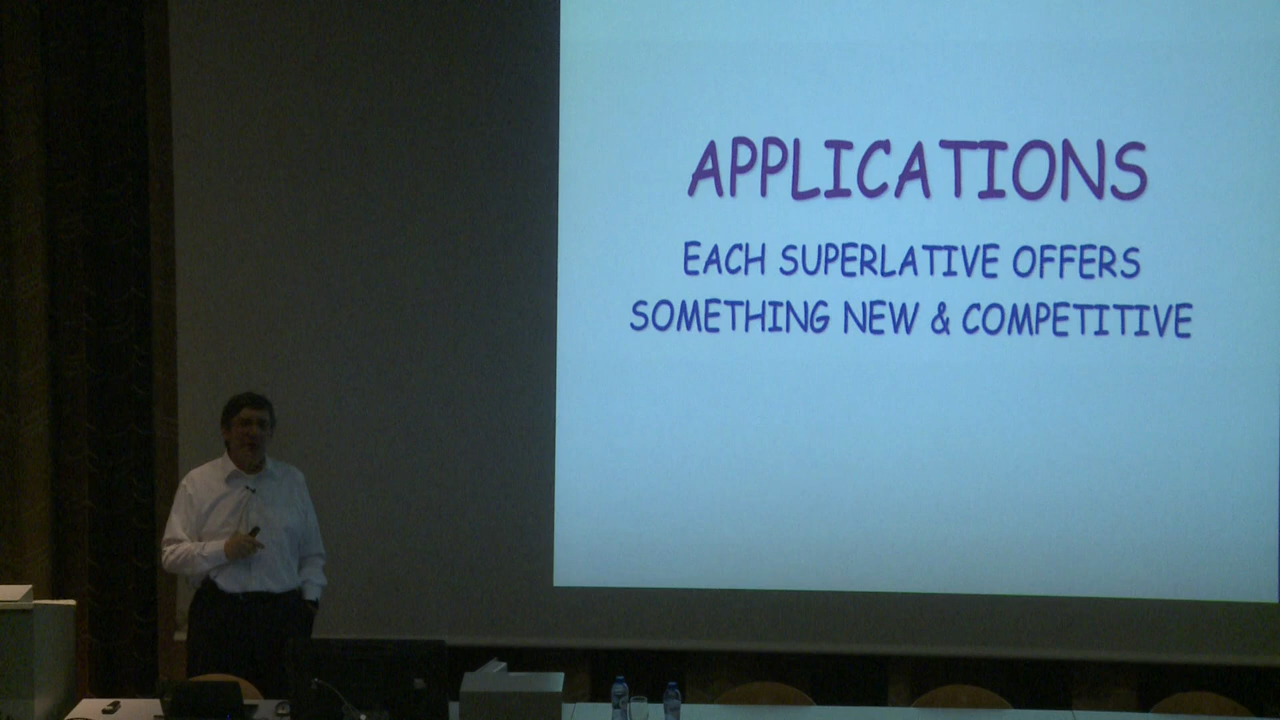 APPLICATIONS
EACH SUPERLATIVE OFFERS
SOMETHING NEW & COMPETITIVE